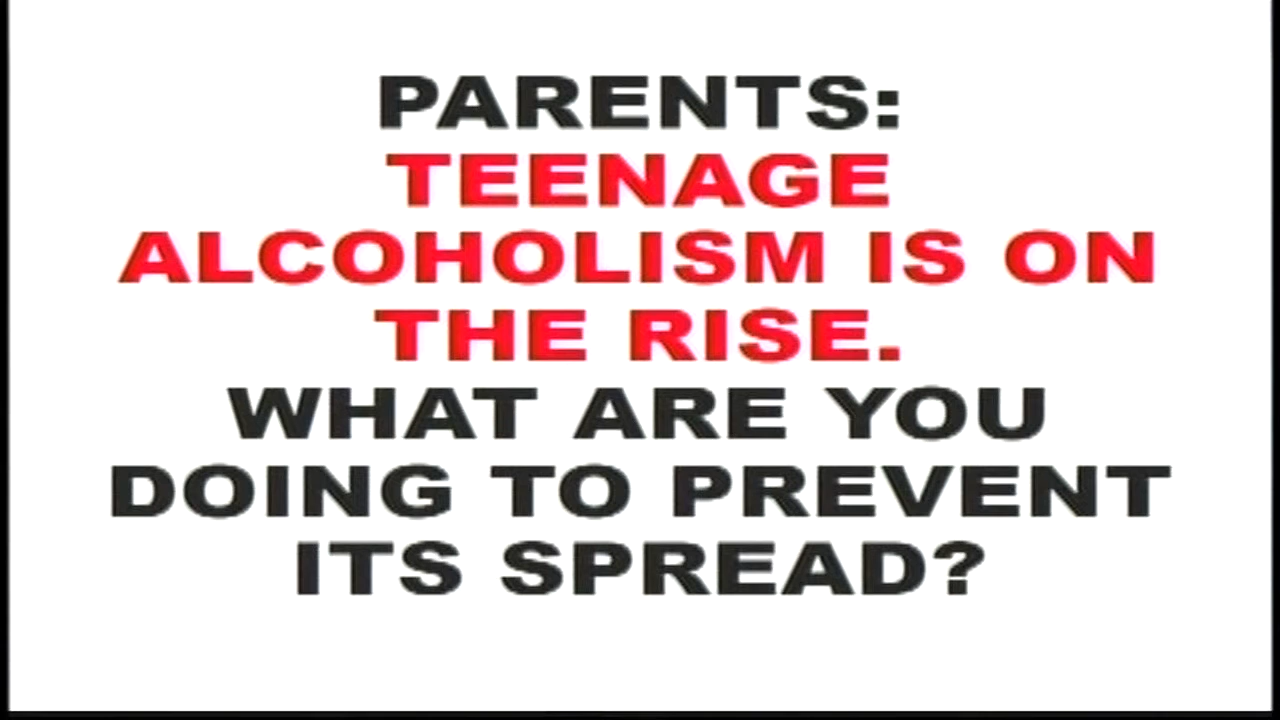 PARENTS:
TEENAGE
ALCOHOLISM IS ON
THE RISE.
WHAT ARE YOU
DOING TO PREVENT
ITS SPREAD?